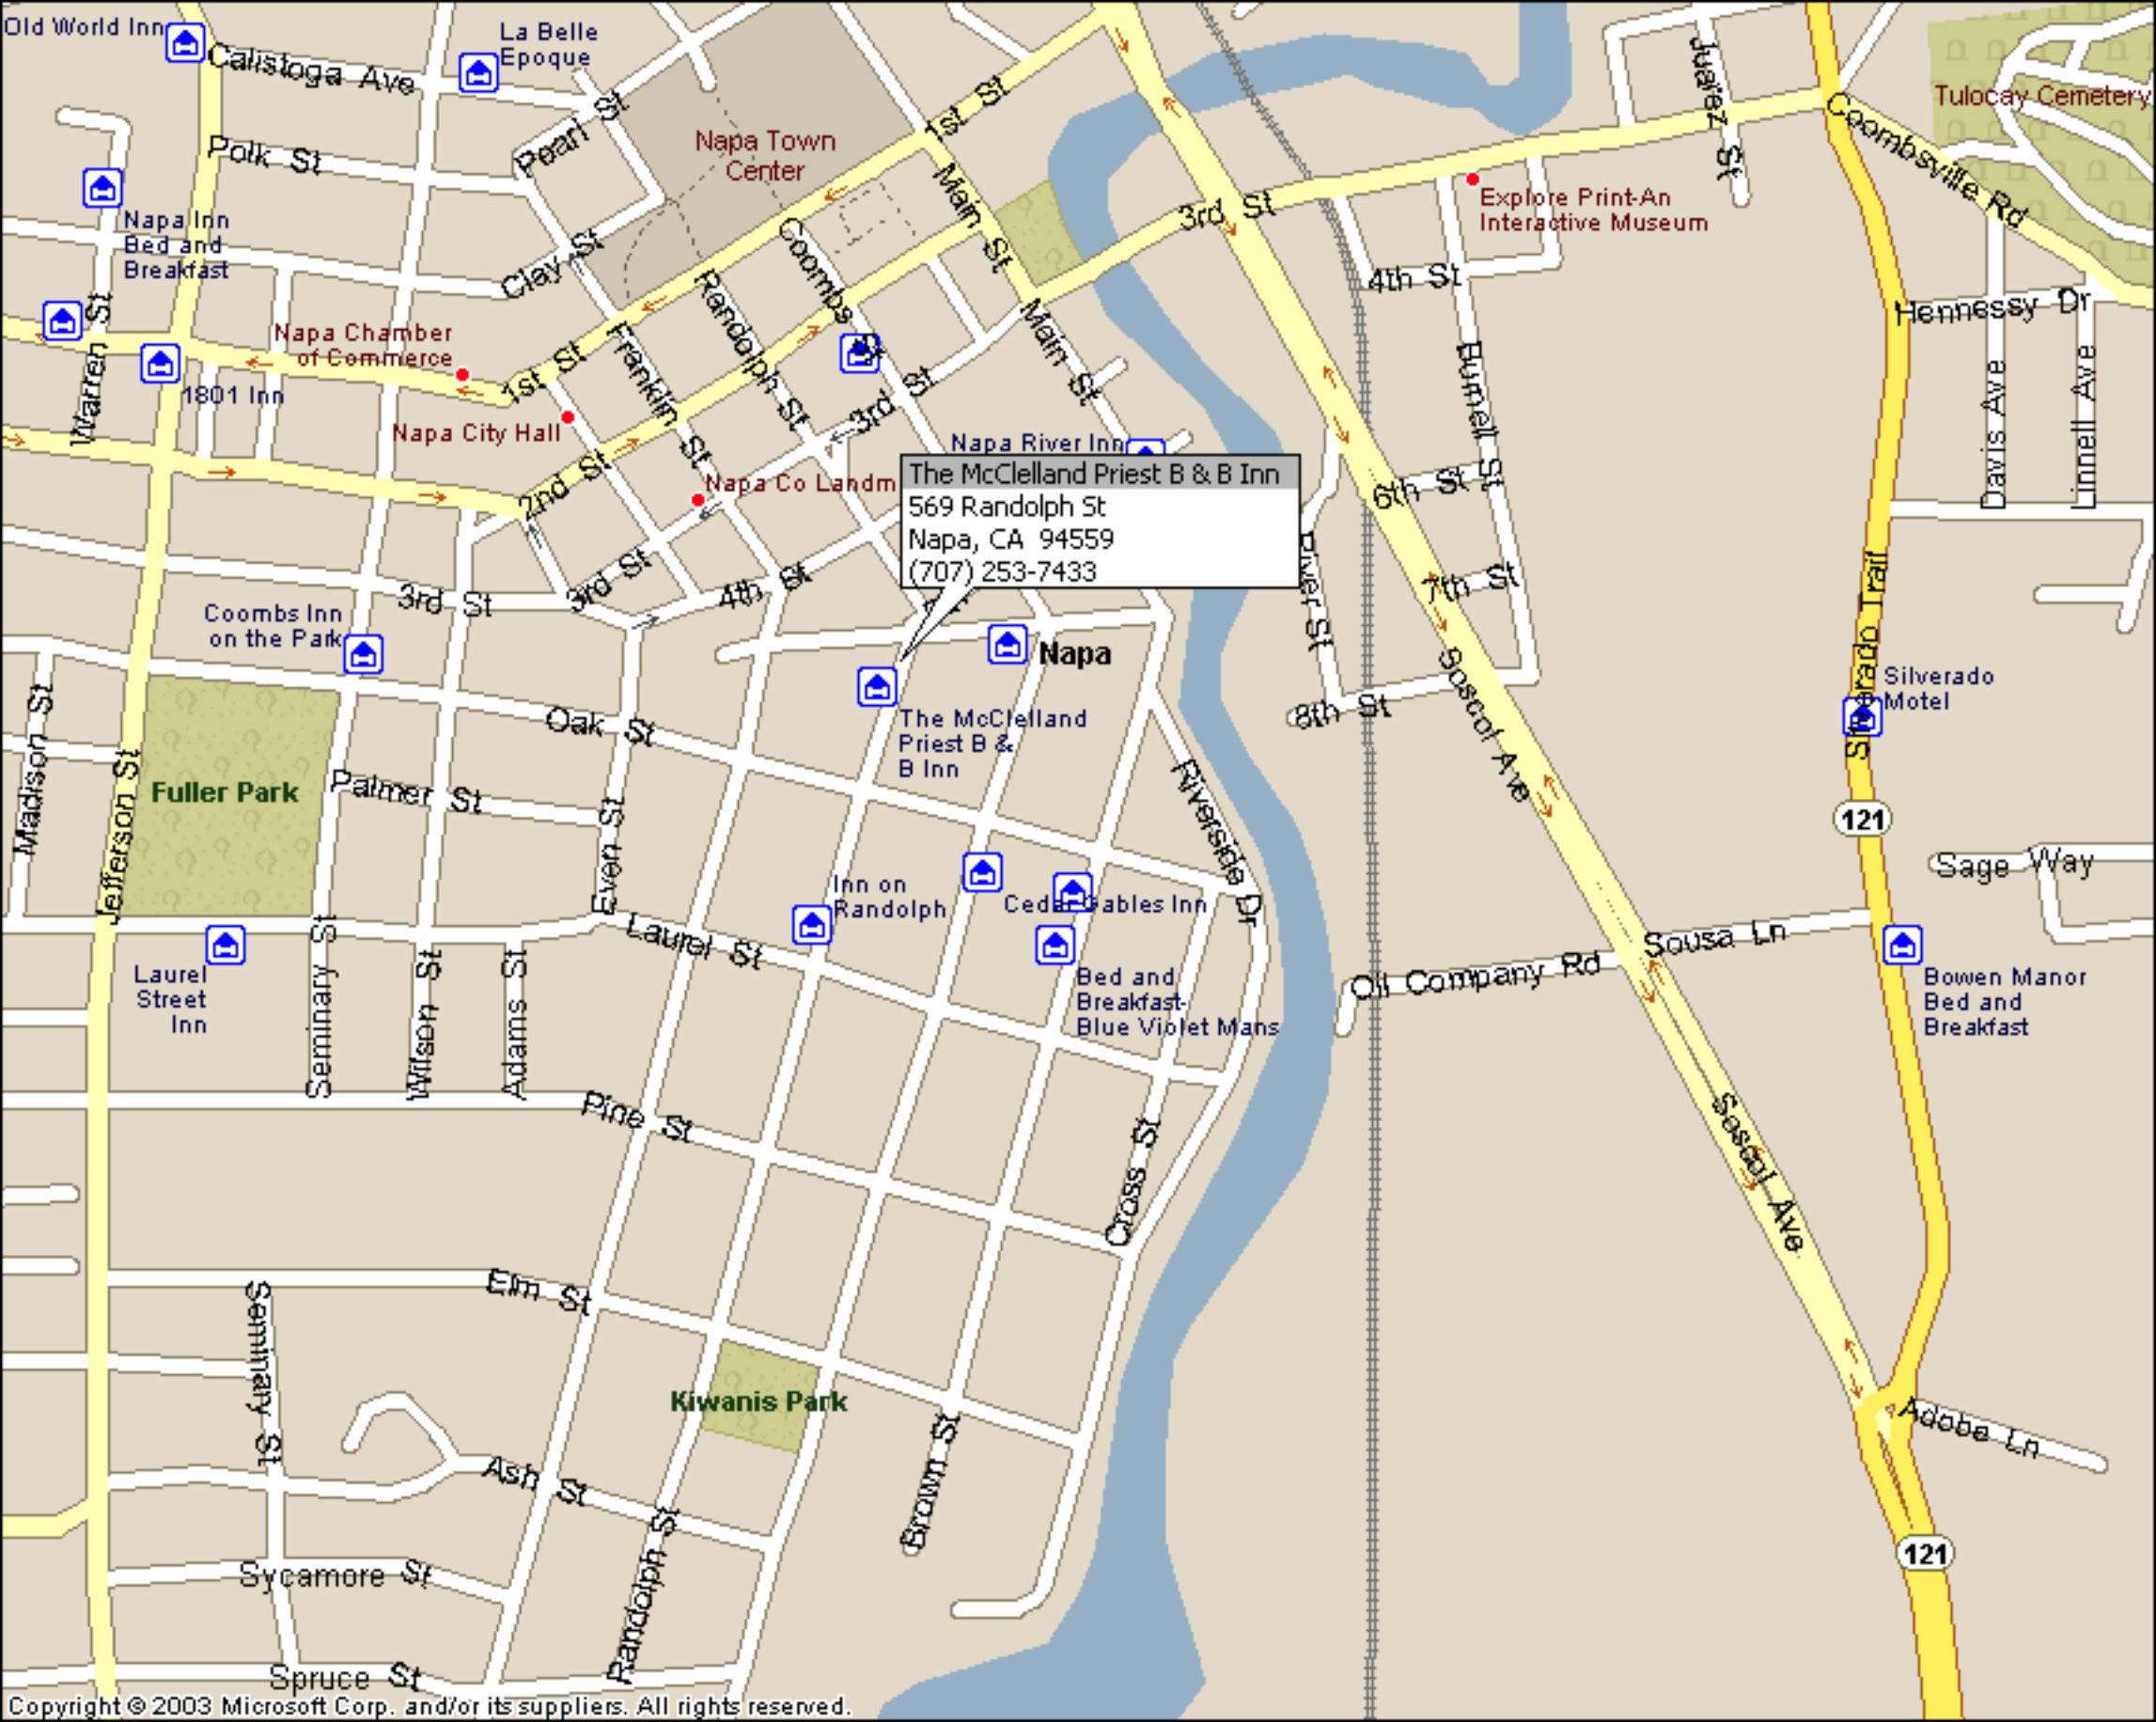 Old World Inn
La Belle
Epoque
Calistoga Ave
Pearl St
Polk St
Napa Town
Center
1st St
Juarez St
Tulocay Cemetery
Coombsville Rd
Napa Inn
Bed and
Breakfast
Clay St
Main St
3rd St
Explore Print-An
Interactive Museum
4th St
Hennessy Dr
Warren St
Napa Chamber
of Commerce
1801 Inn
1st St
Franklin St
Randolph St
Coombs St
Main St
3rd St
Burnell St
Davis Ave
Linnell Ave
Napa City Hall
2nd St
Napa Co Landm
Napa River Inn
The McClelland Priest B & B Inn
569 Randolph St
Napa, CA 94559
(707) 253-7433
6th St
7th St
River St
8th St
3rd St
3rd St
4th St
Coombs Inn
on the Park
Napa
Soscol Ave
Silverado Trail
Silverado
Motel
Madison St
Jefferson St
Fuller Park
Palmer St
Oak St
Even St
The McClelland
Priest B &
B Inn
Riverside Dr
121
Sage Way
Inn on
Randolph
Cedar Gables Inn
Laurel St
Sousa Ln
Oil Company Rd
Laurel
Street
Inn
Seminary St
Wilson St
Adams St
Bed and
Breakfast-
Blue Violet Mans
Bowen Manor
Bed and
Breakfast
Pine St
Cross St
Soscol Ave
Elm St
Seminary St
Kiwanis Park
Brown St
Adobe Ln
Ash St
121
Sycamore St
Randolph St
Spruce St
Copyright © 2003 Microsoft Corp. and/or its suppliers. All rights reserved.